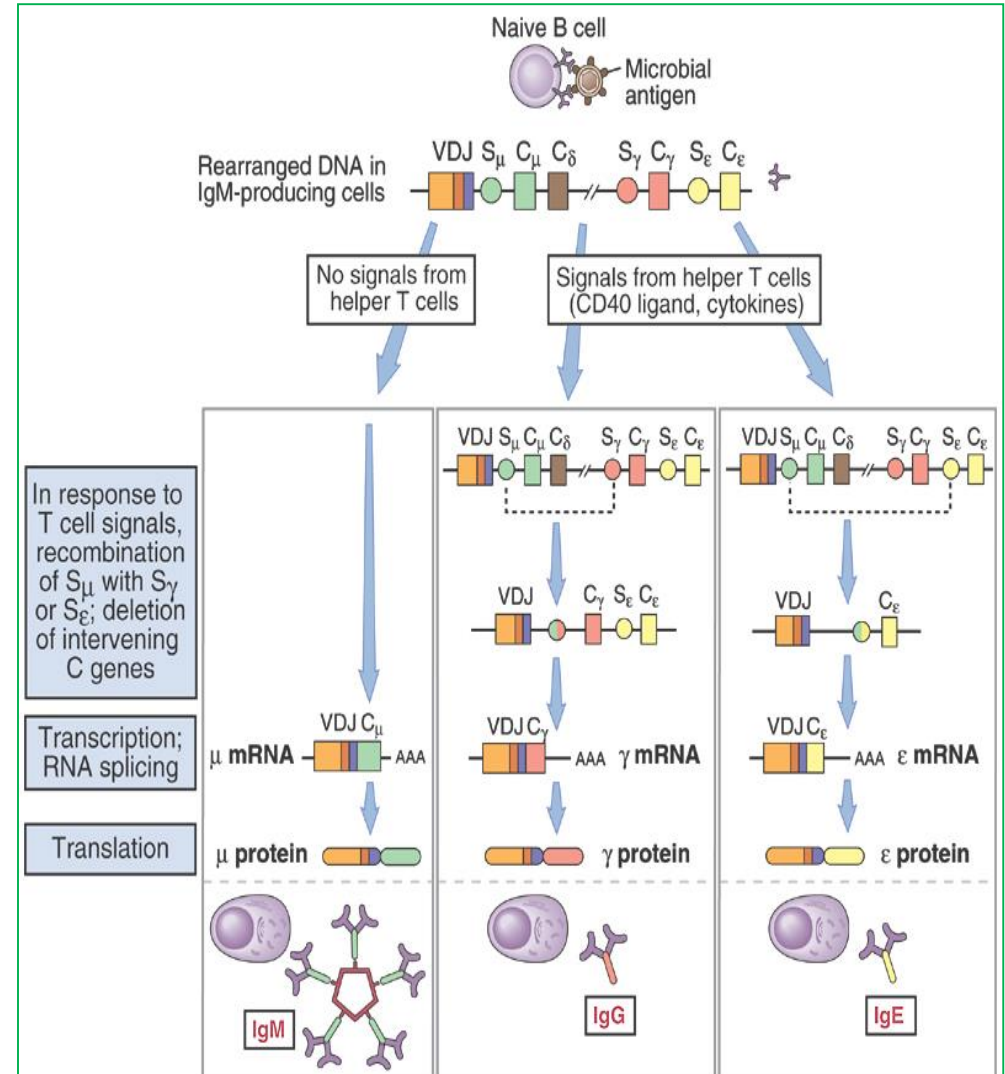 Naive B cell
Microbial
antigen
Rearranged DNA in
IgM-producing cells
VDJ Sμ Cμ Cδ Sγ Cγ Sε Cε
No signals from
helper T cells
Signals from helper T cells
(CD40 ligand, cytokines)
In response to
T cell signals,
recombination
of Sμ with Sγ
or Sε; deletion
of intervening
C genes
VDJ Sμ Cμ Cδ Sγ Cγ Sε Cε
VDJ Sμ Cμ Cδ Sγ Cγ Sε Cε
VDJ Cγ Sε Cε
VDJ Cε
Transcription;
RNA splicing
VDJ Cμ
μ mRNA AAA
VDJ Cγ
AAA γ mRNA
VDJ Cε
AAA ε mRNA
Translation
μ protein
γ protein
ε protein
IgM
IgG
IgE